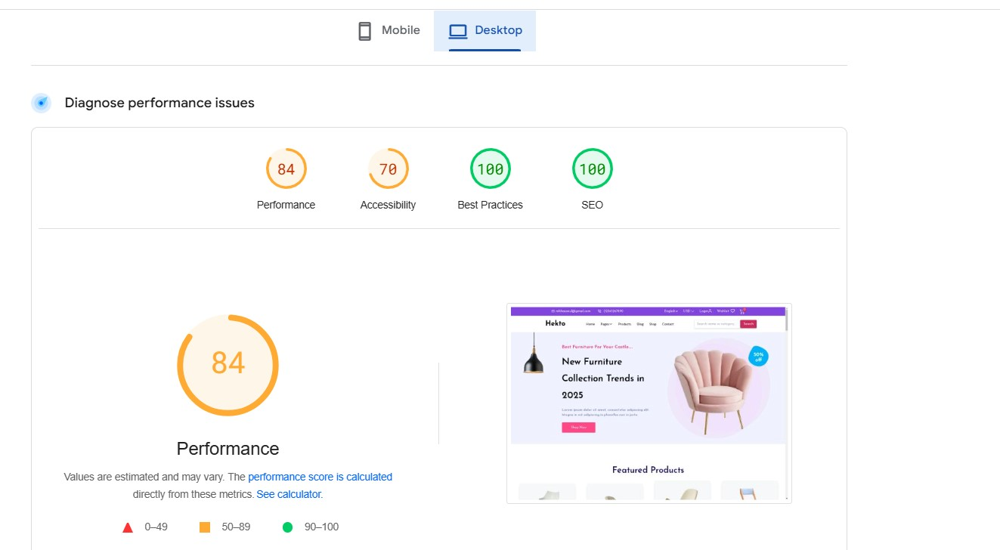 Mobile
Desktop
Diagnose performance issues
84
70
100
100
Performance
Accessibility
Best Practices
SEO
84
Performance
Values are estimated and may vary. The performance score is calculated
directly from these metrics. See calculator.
0–49
50–89
90–100
English
USD
Login
Wishlist
Hekto
Home
Pages
Products
Blog
Shop
Contact
Search
Best Furniture For Your Castle...
New Furniture
Collection Trends in
2025
50%
off
Shop Now
Featured Products